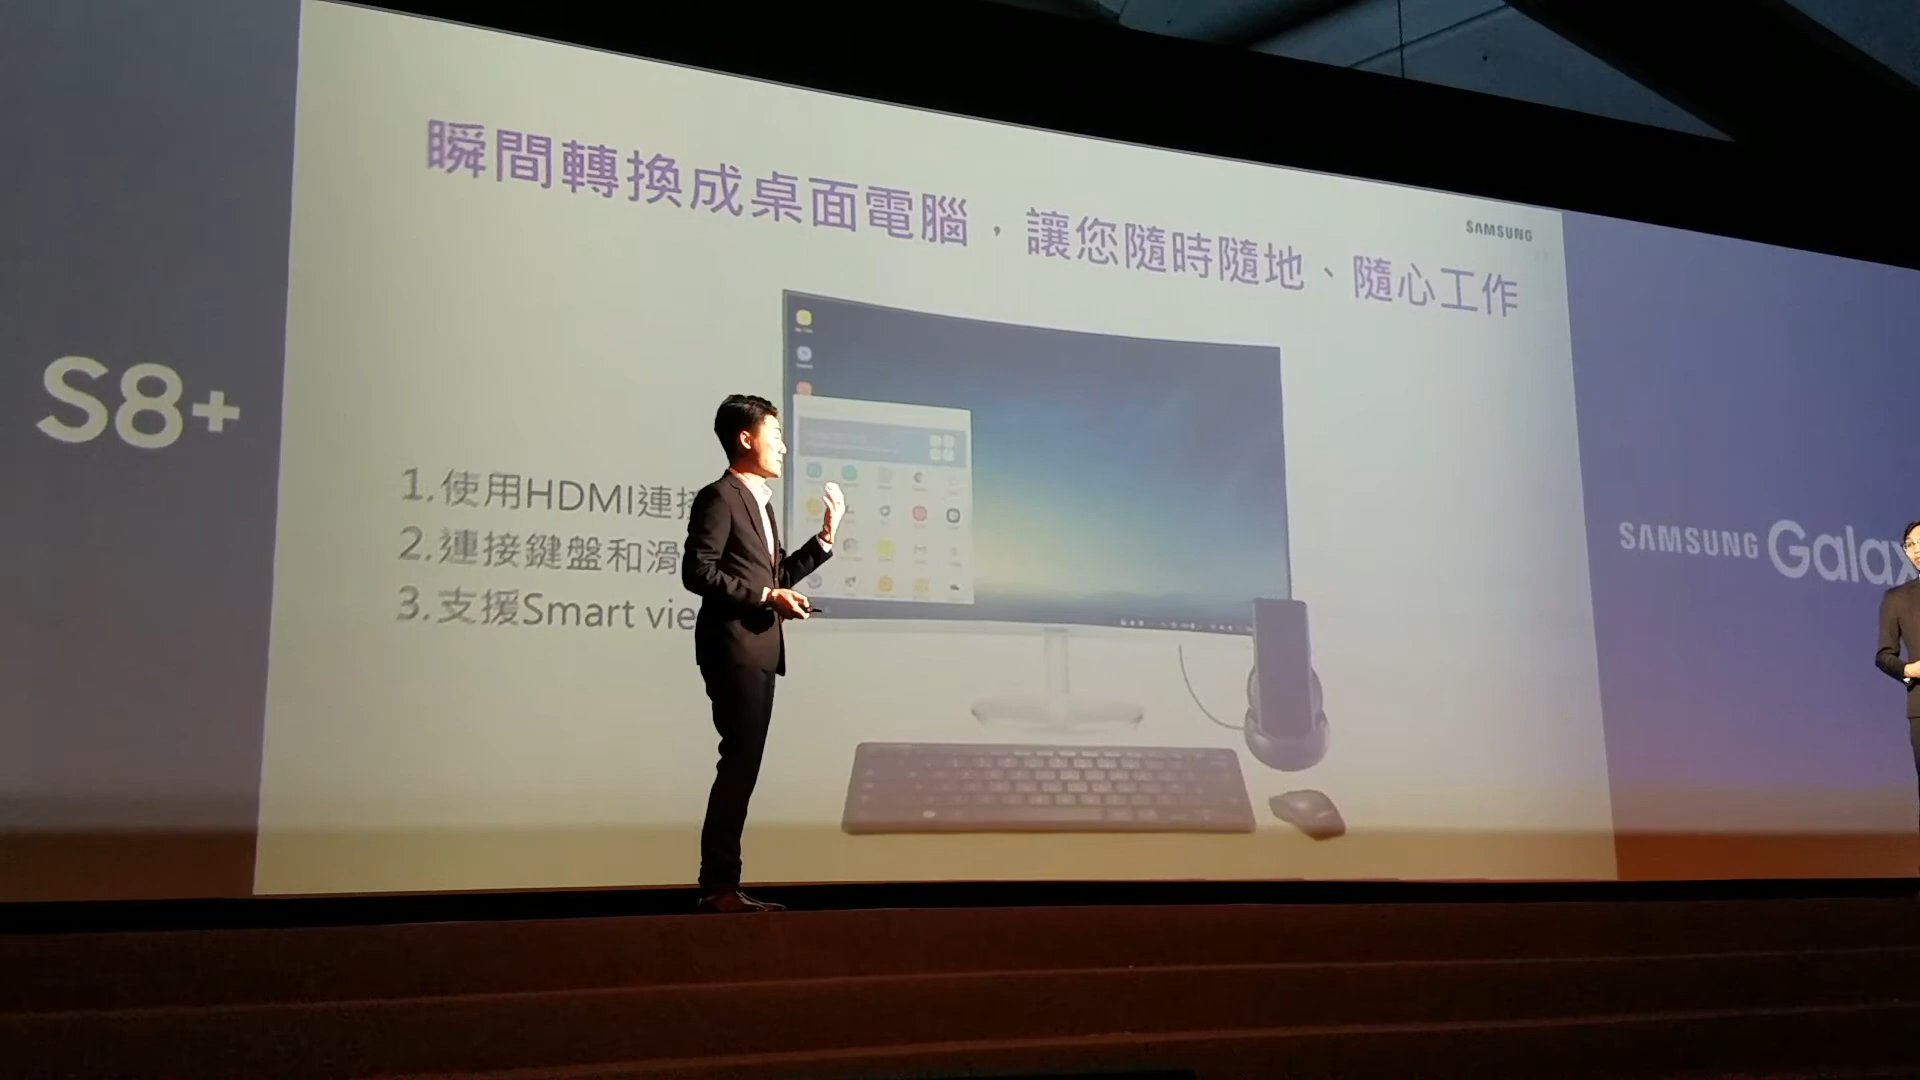 瞬間轉換成桌面電腦，讓您隨時隨地、隨心工作
SAMSUNG
S8+
1.使用HDMI連接
2.連接鍵盤和滑
3.支援Smart vie
SAMSUNG Galax